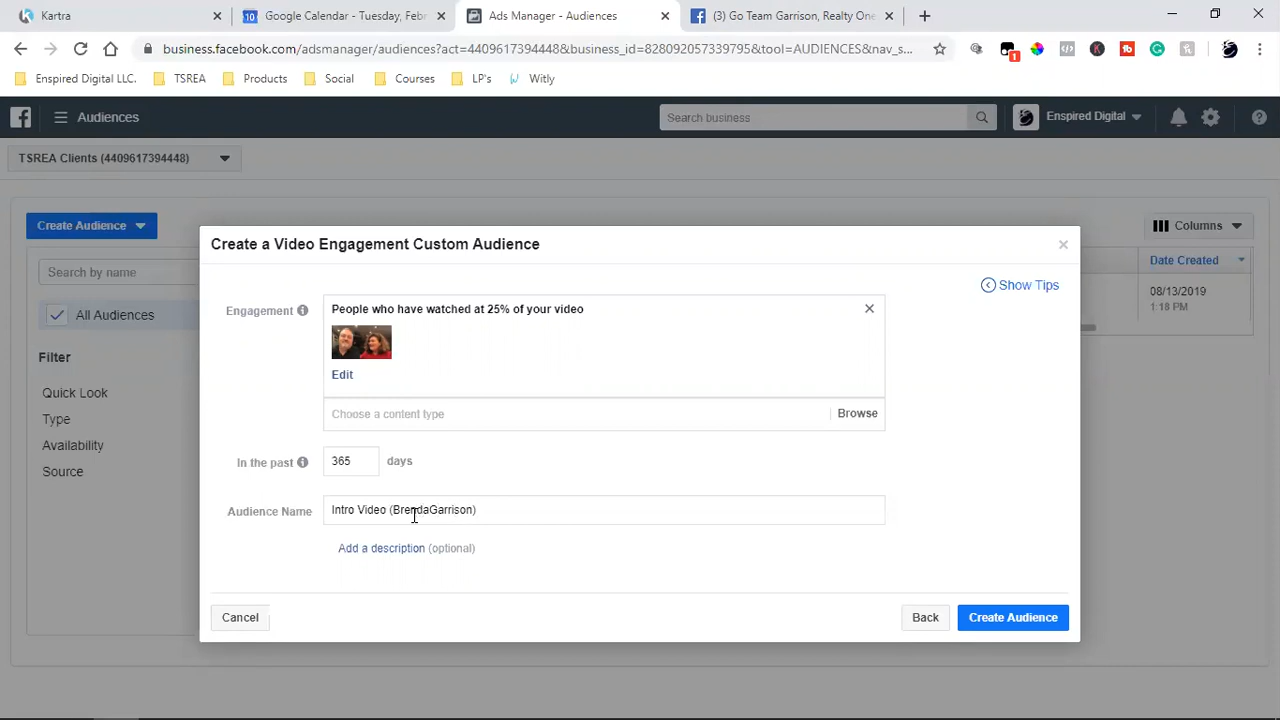 Kartra
Google Calendar - Tuesday, Febru
Ads Manager - Audiences
(3) Go Team Garrison, Realty One
business.facebook.com/adsmanager/audiences?act=4409617394448&business_id=828092057339795&tool=AUDIENCES&nav_s...
Enspired Digital LLC.
TSREA
Products
Social
Courses
LP's
Witly
Audiences
Search business
Enspired Digital
TSREA Clients (4409617394448)
Create Audience
Columns
Search by name
Date Created
All Audiences
08/13/2019
1:18 PM
Filter
Quick Look
Type
Availability
Source
Create a Video Engagement Custom Audience
Show Tips
Engagement
People who have watched at 25% of your video
Edit
Choose a content type
Browse
In the past
365
days
Audience Name
Intro Video (BrendaGarrison)
Add a description (optional)
Cancel
Back
Create Audience